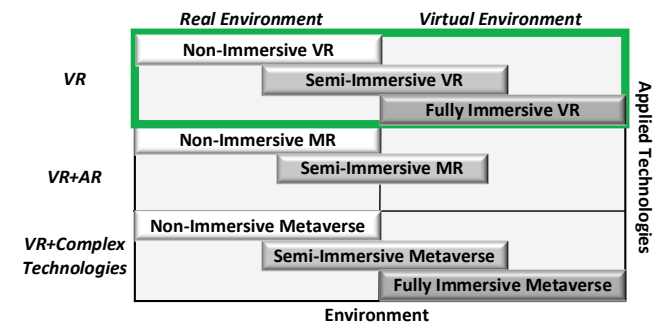 Real Environment Virtual Environment
VR
Non-Immersive VR
Semi-Immersive VR
Fully Immersive VR
VR+AR
Non-Immersive MR
Semi-Immersive MR
VR+Complex
Technologies
Non-Immersive Metaverse
Semi-Immersive Metaverse
Fully Immersive Metaverse
Applied Technologies
Environment